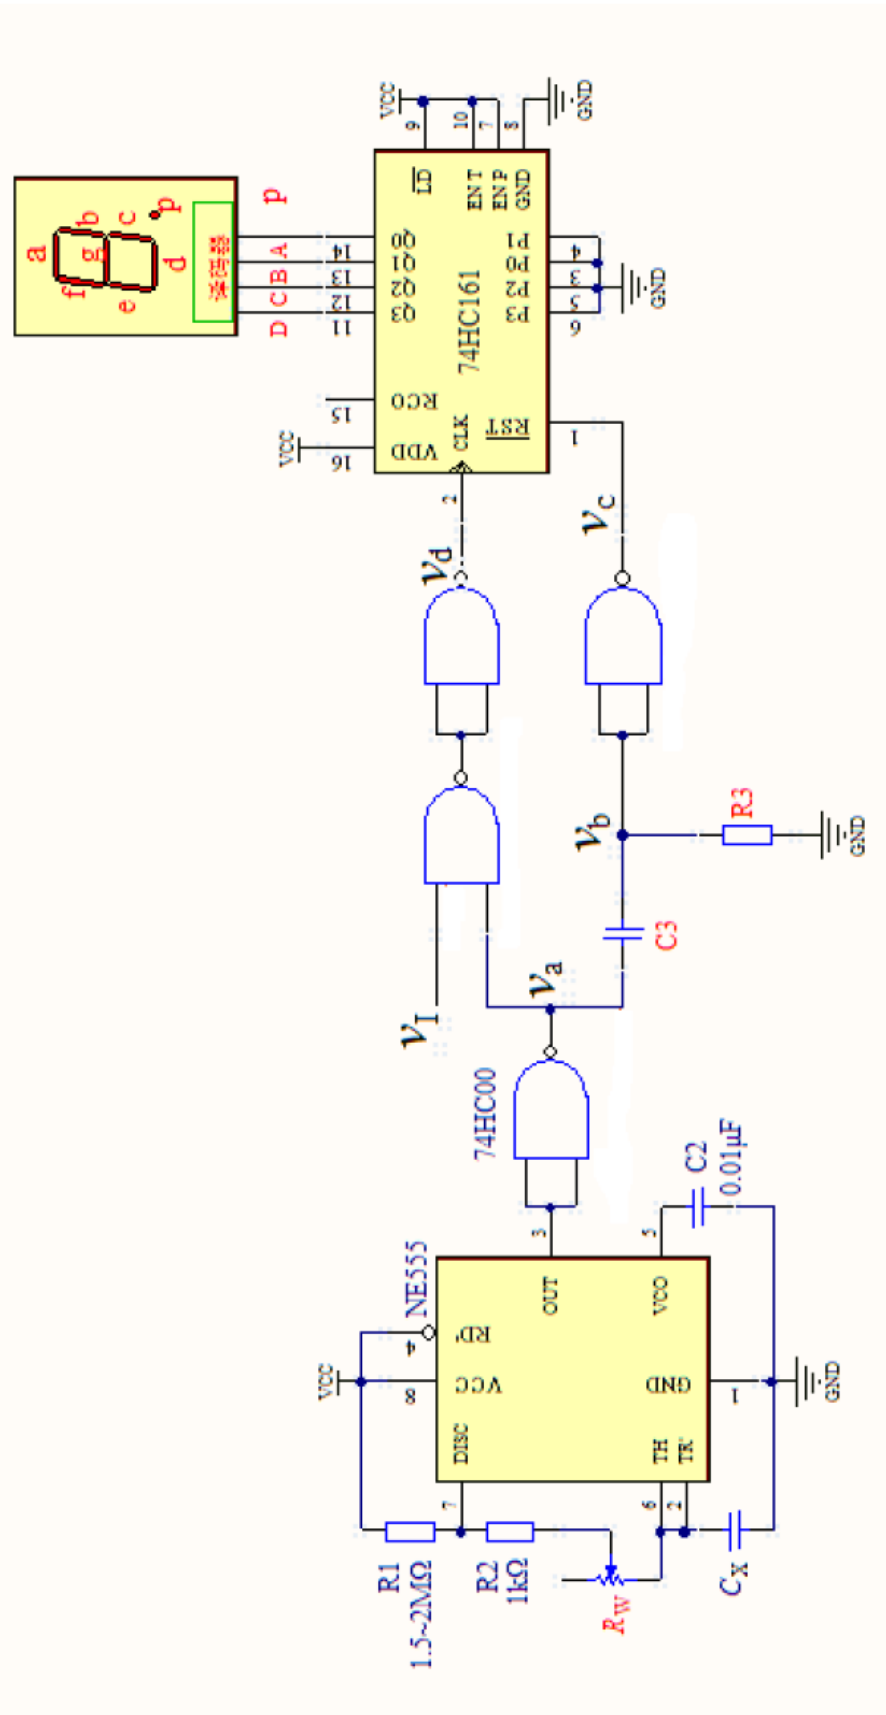 a
b
c
d
e
f
g
p
译码器
D C B A
p
VCC
VCC
GND
16
15
11
12
13
14
9
10
7
8
VDD
RCO
Q3
Q2
Q1
Q0
LD
EN T
EN P
GND
CLK
74HC161
RST
P3
P2
P0
P1
2
1
6
5
3
4
GND
vd
vc
vI
va
vb
C3
R3
GND
74HC00
NE555
VCC
4
8
RD'
VCC
DISC
7
OUT
3
VCO
5
GND
1
TH
TR'
6
2
C2
0.01μF
GND
R1
1.5~2MΩ
R2
1kΩ
RW
CX